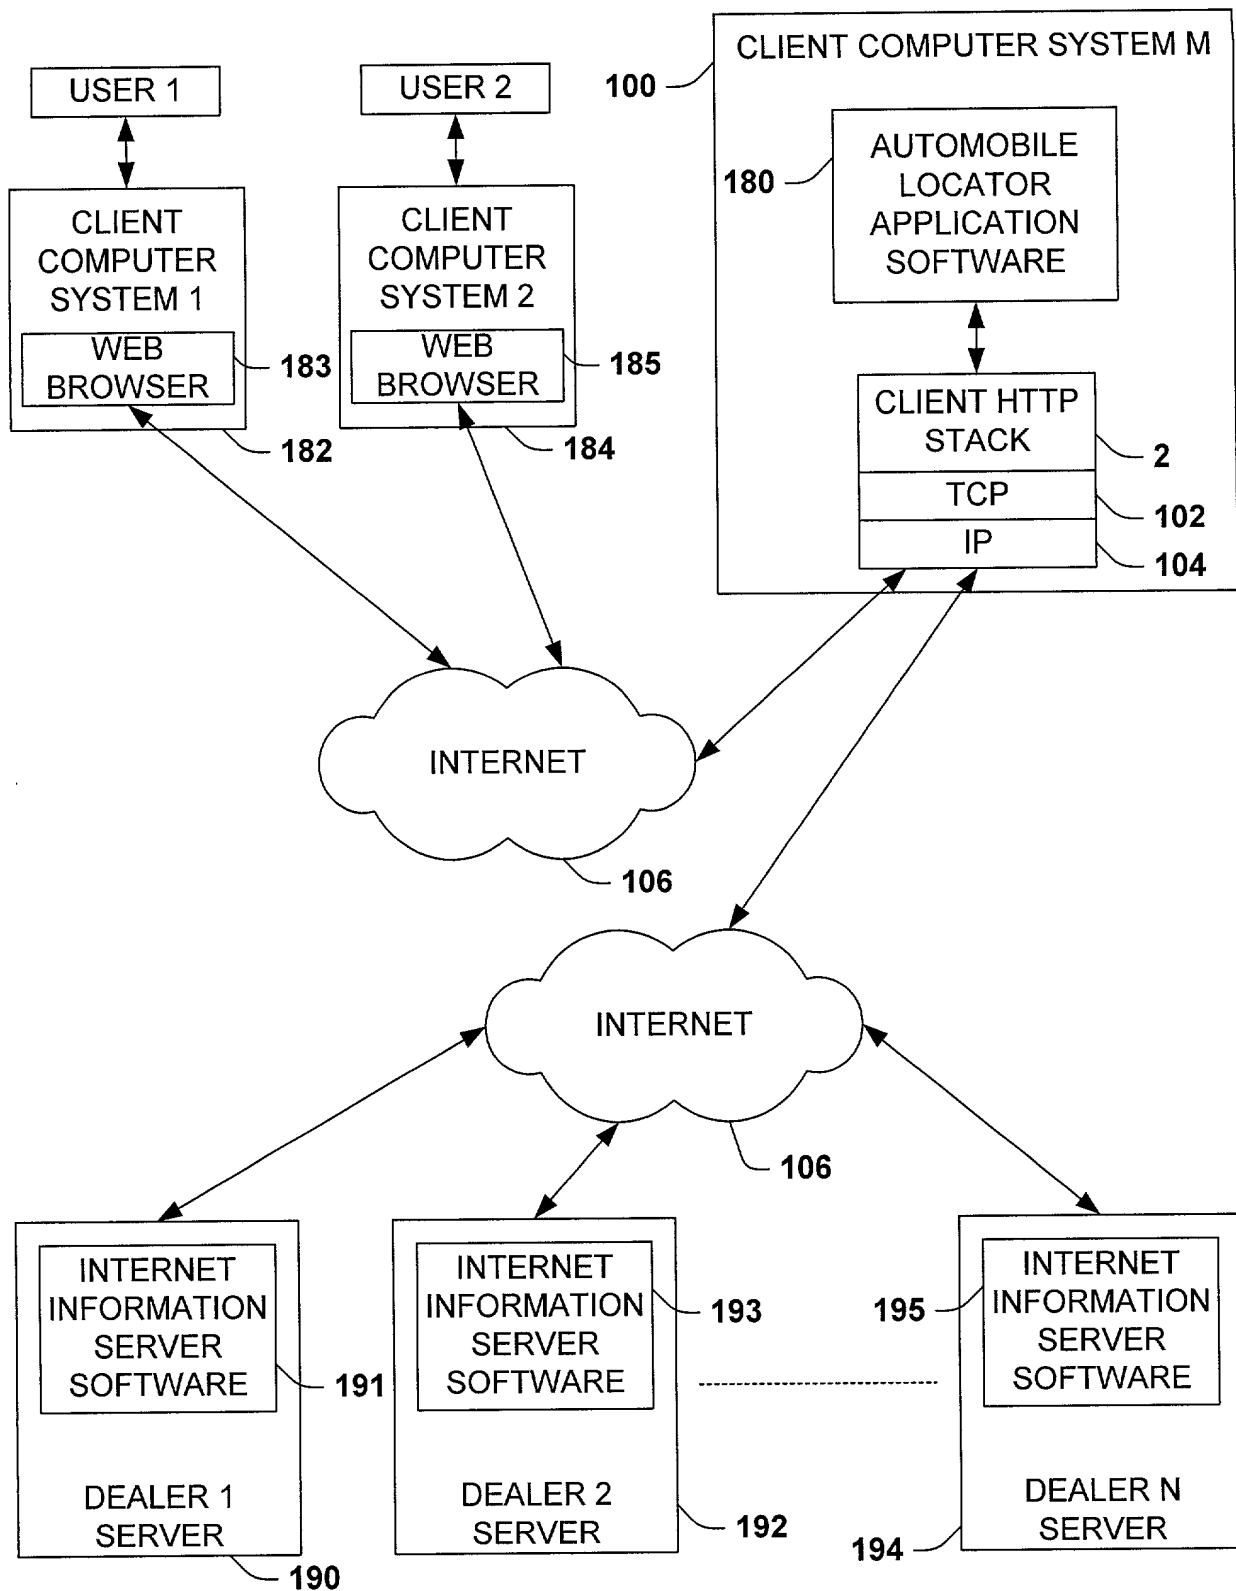 USER 1
USER 2
CLIENT COMPUTER SYSTEM M
100
AUTOMOBILE
LOCATOR
APPLICATION
SOFTWARE
180
CLIENT
COMPUTER
SYSTEM 1
WEB
BROWSER
183
182
CLIENT
COMPUTER
SYSTEM 2
WEB
BROWSER
185
184
CLIENT HTTP
STACK
2
TCP
102
IP
104
INTERNET
106
INTERNET
106
INTERNET
INFORMATION
SERVER
SOFTWARE
191
DEALER 1
SERVER
190
INTERNET
INFORMATION
SERVER
SOFTWARE
193
DEALER 2
SERVER
192
INTERNET
INFORMATION
SERVER
SOFTWARE
195
DEALER N
SERVER
194